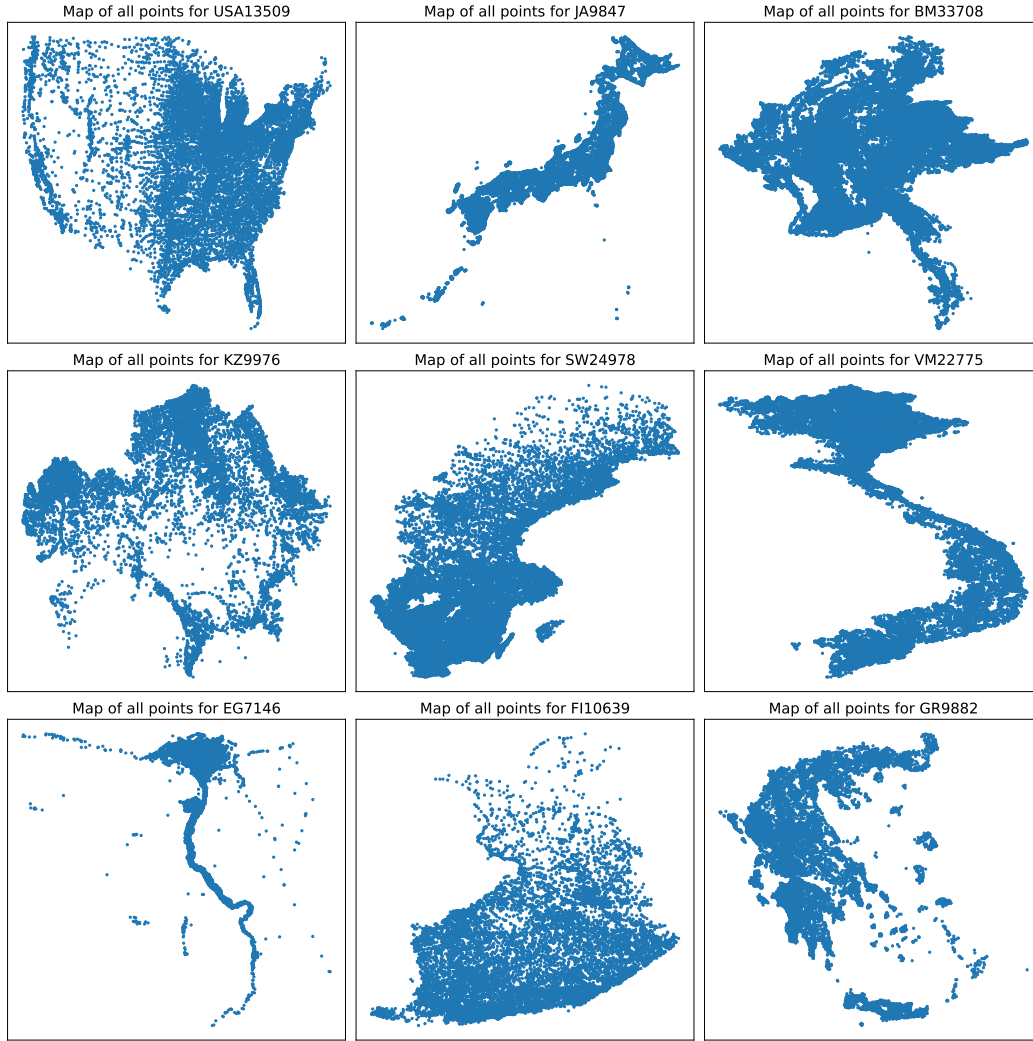 Map of all points for USA13509
Map of all points for JA9847
Map of all points for BM33708
Map of all points for KZ9976
Map of all points for SW24978
Map of all points for VM22775
Map of all points for EG7146
Map of all points for FI10639
Map of all points for GR9882